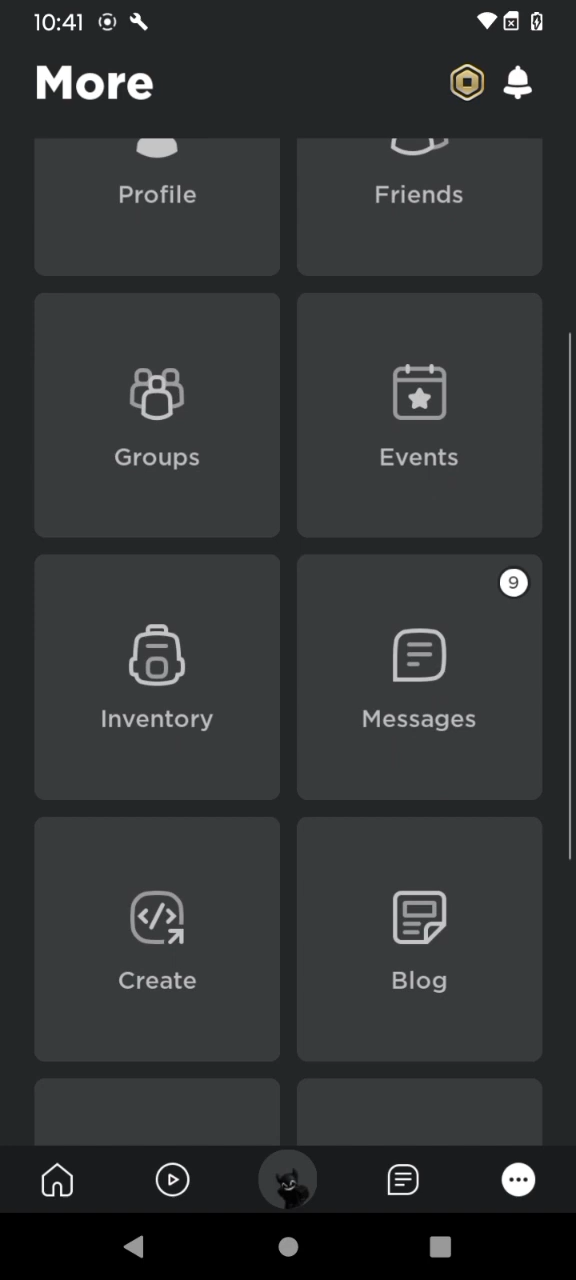 10:41
More
Profile
Friends
Groups
Events
9
Inventory
Messages
Create
Blog